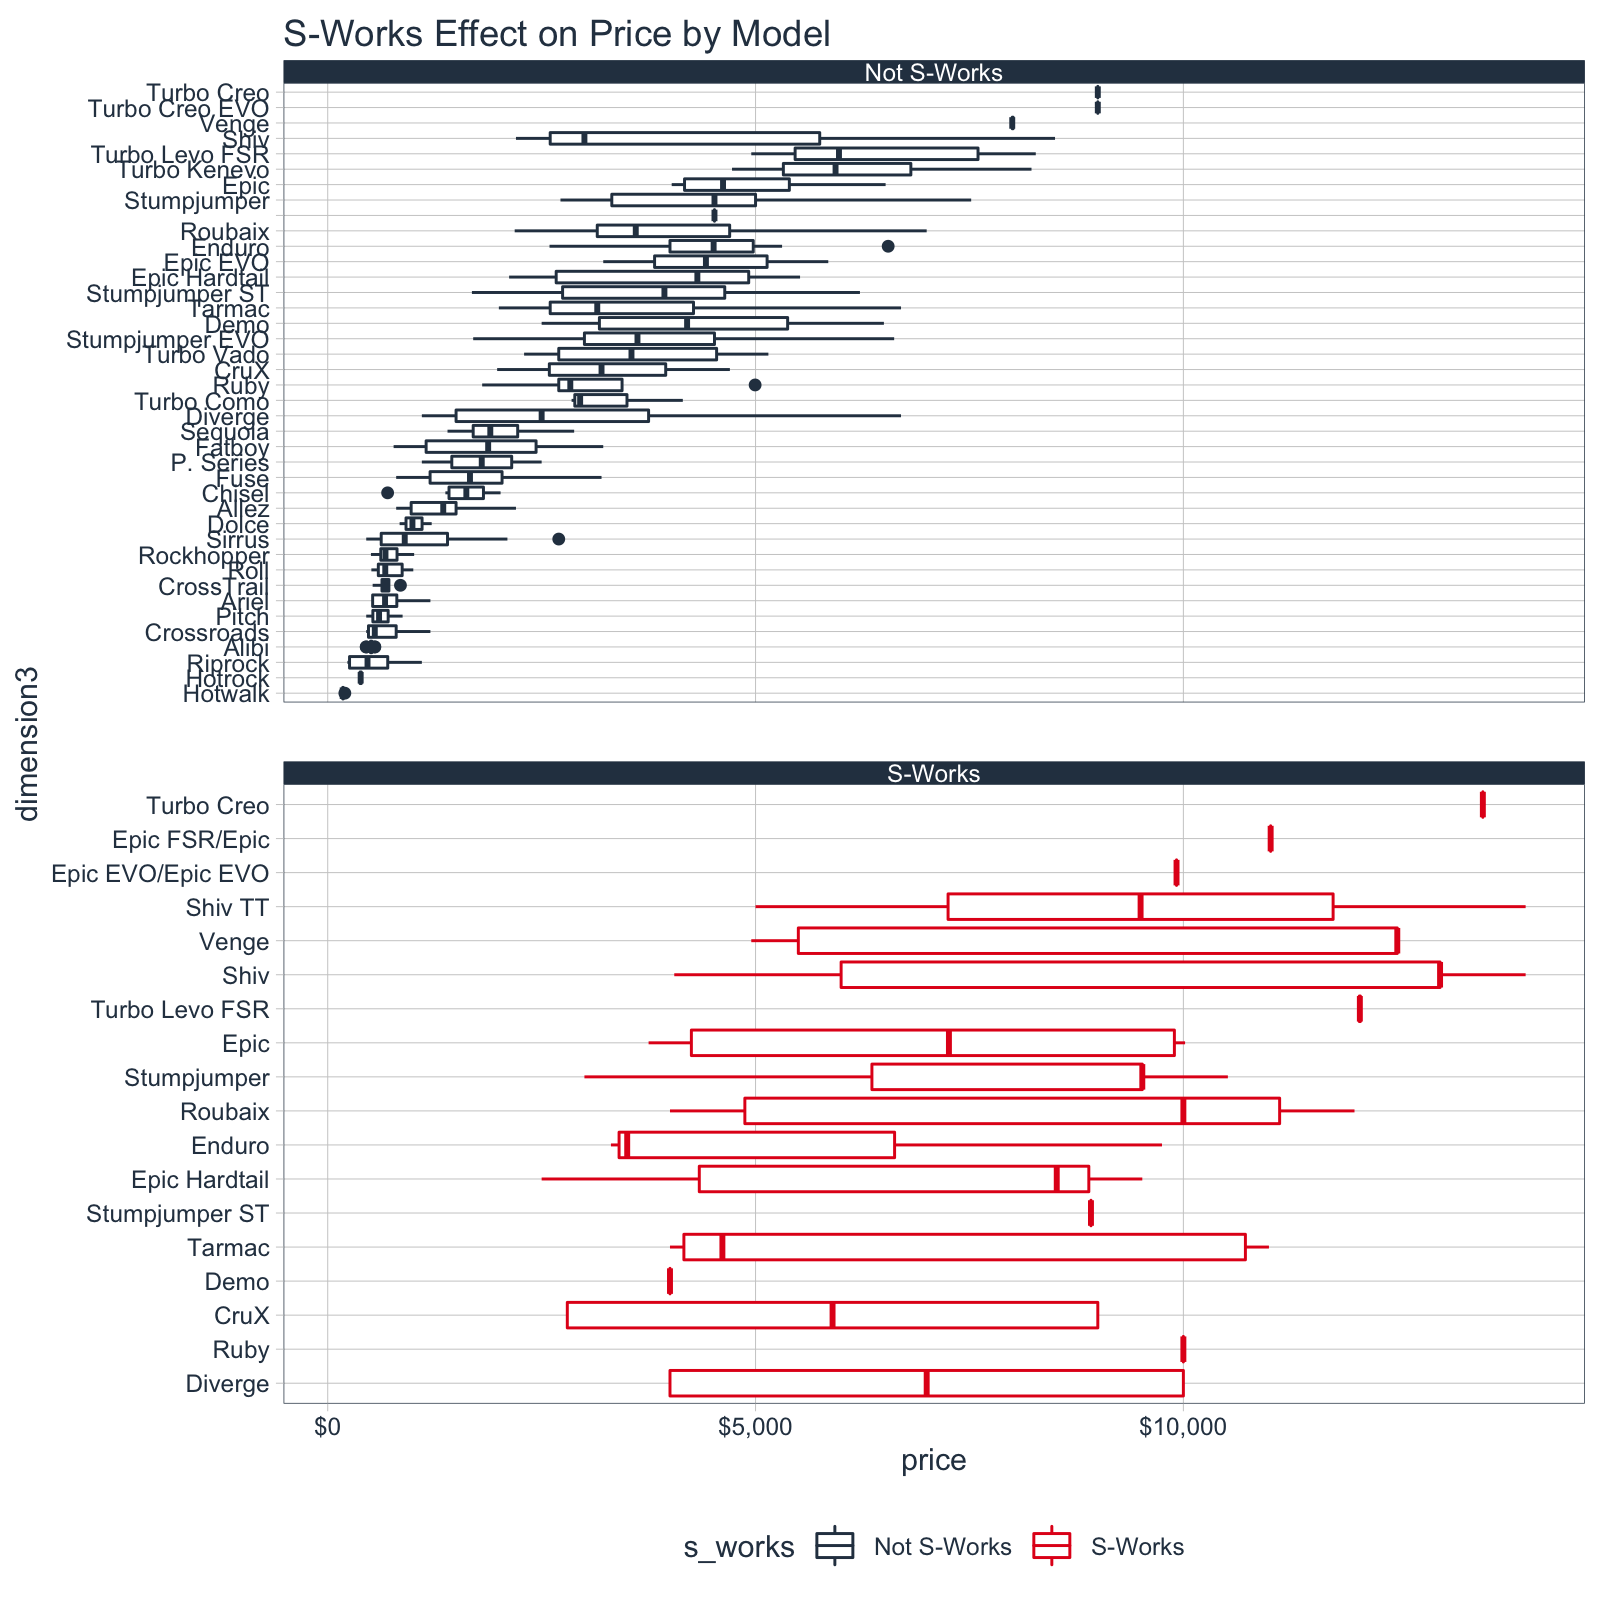 S-Works Effect on Price by Model
Not S-Works
Turbo Creo
Turbo Creo EVO
Venge
Shiv
Turbo Levo FSR
Turbo Kenevo
Epic
Stumpjumper
Roubaix
Enduro
Epic EVO
Epic Hardtail
Stumpjumper ST
Tarmac
Demo
Stumpjumper EVO
Turbo Vado
CruX
Ruby
Turbo Como
Diverge
Sequoia
Fatboy
P. Series
Fuse
Chisel
Allez
Dolce
Sirrus
Rockhopper
Roll
CrossTrail
Ariel
Pitch
Crossroads
Alibi
Riprock
Hotrock
Hotwalk
dimension3
S-Works
Turbo Creo
Epic FSR/Epic
Epic EVO/Epic EVO
Shiv TT
Venge
Shiv
Turbo Levo FSR
Epic
Stumpjumper
Roubaix
Enduro
Epic Hardtail
Stumpjumper ST
Tarmac
Demo
CruX
Ruby
Diverge
$0 $5,000 $10,000
price
s_works Not S-Works S-Works